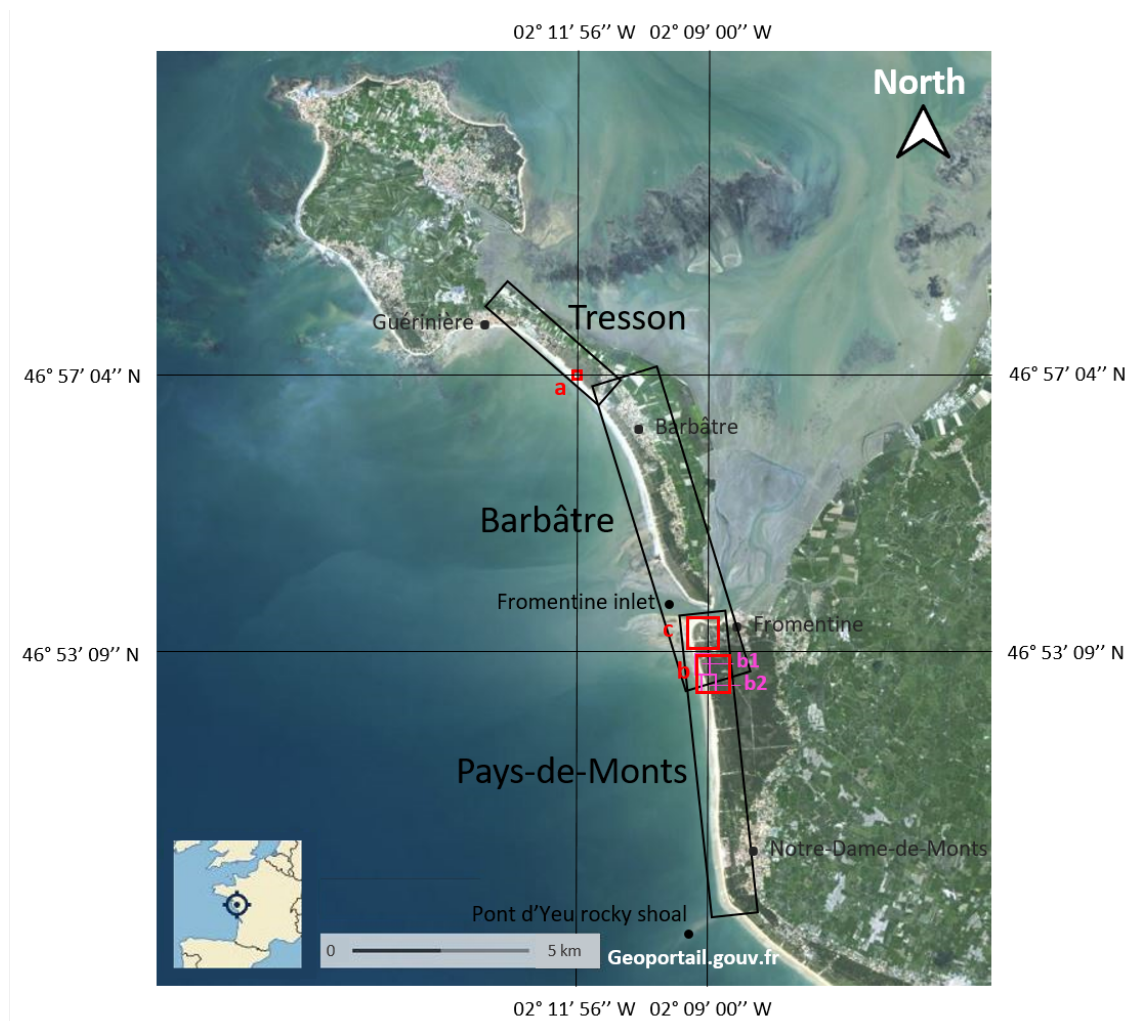 02° 11’ 56’’ W 02° 09’ 00’’ W
North
Tresson
Guérinière
46° 57’ 04’’ N
46° 57’ 04’’ N
a
Barbâtre
Barbâtre
Fromentine inlet
Fromentine
c
46° 53’ 09’’ N
46° 53’ 09’’ N
b1
b
b2
Pays-de-Monts
Notre-Dame-de-Monts
Pont d’Yeu rocky shoal
0 5 km
Geoportail.gouv.fr
02° 11’ 56’’ W 02° 09’ 00’’ W